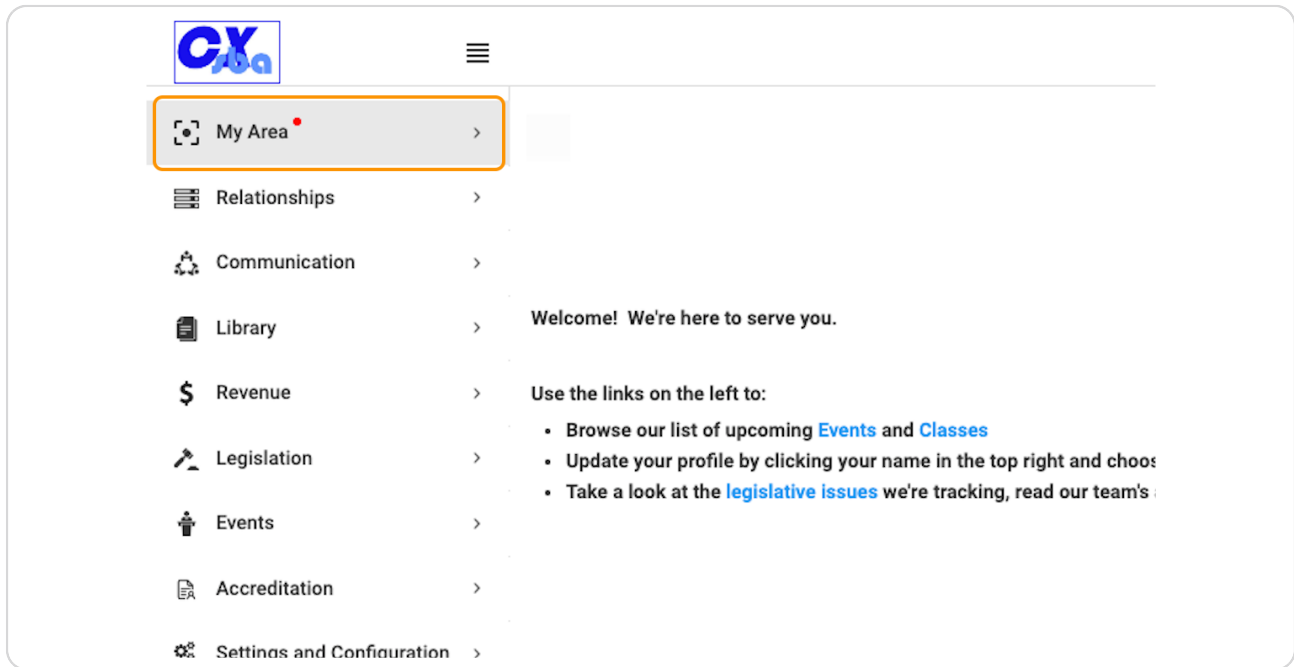 CX
sba
My Area
Relationships
Communication
Library
Revenue
Legislation
Events
Accreditation
Settings and Configuration
Welcome!  We're here to serve you.
Use the links on the left to:
• Browse our list of upcoming Events and Classes
• Update your profile by clicking your name in the top right and choos
• Take a look at the legislative issues we're tracking, read our team's